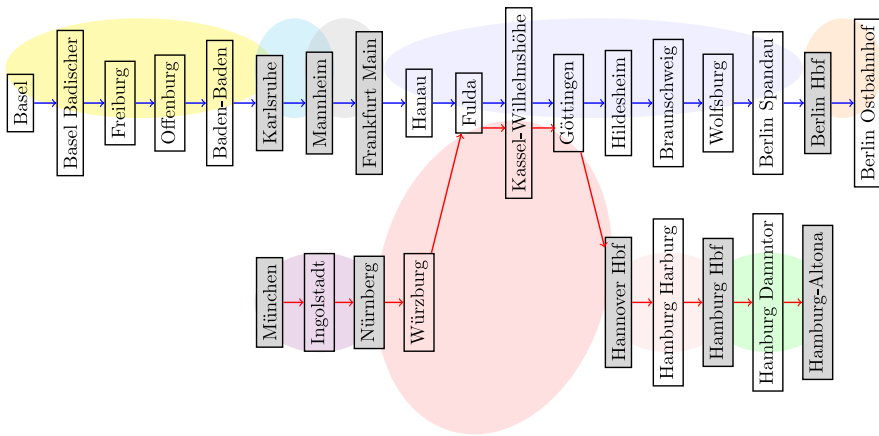 Basel
Basel Badischer
Freiburg
Offenburg
Baden-Baden
Karlsruhe
Mannheim
Frankfurt Main
Hanau
Fulda
Kassel-Wilhelmshöhe
Göttingen
Hildesheim
Braunschweig
Wolfsburg
Berlin Spandau
Berlin Hbf
Berlin Ostbahnhof
München
Ingolstadt
Nürnberg
Würzburg
Hannover Hbf
Hamburg Harburg
Hamburg Hbf
Hamburg Dammtor
Hamburg-Altona